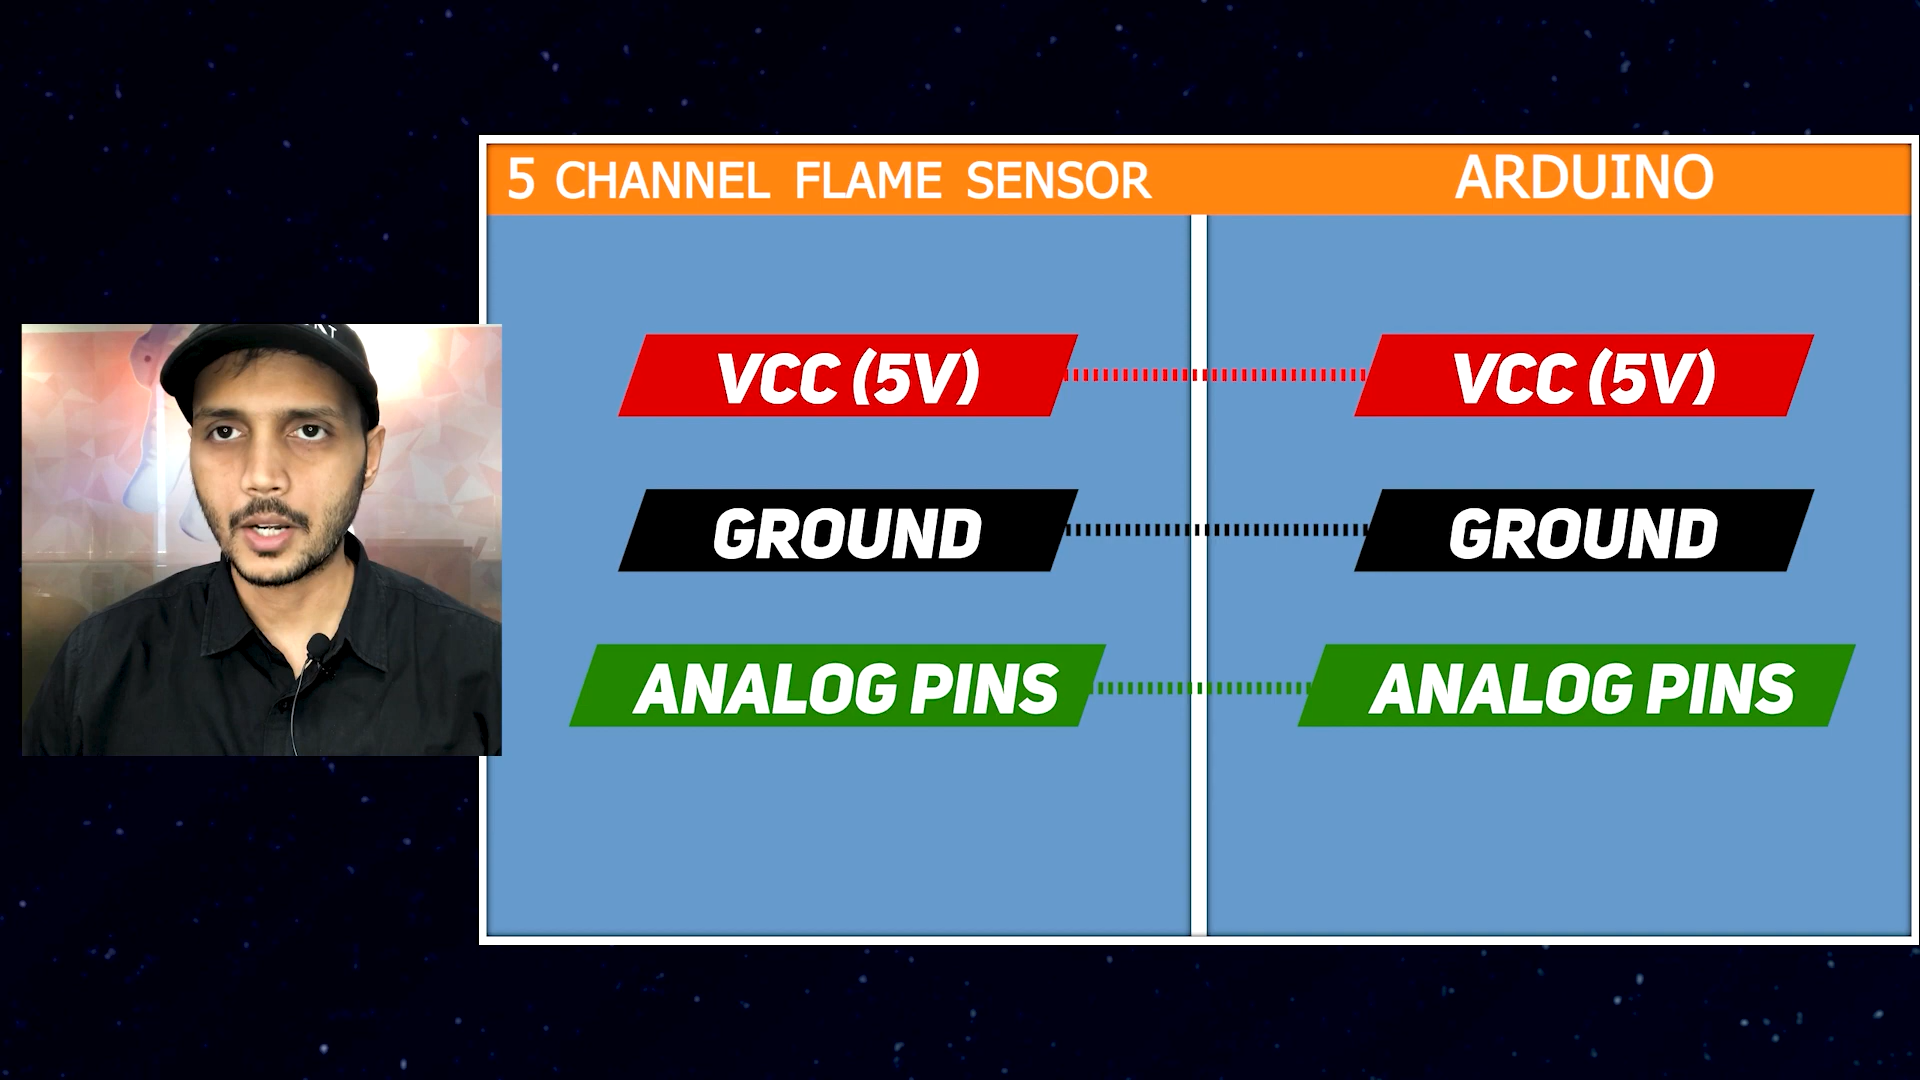 5 CHANNEL FLAME SENSOR
ARDUINO
VCC (5V)
VCC (5V)
GROUND
GROUND
ANALOG PINS
ANALOG PINS